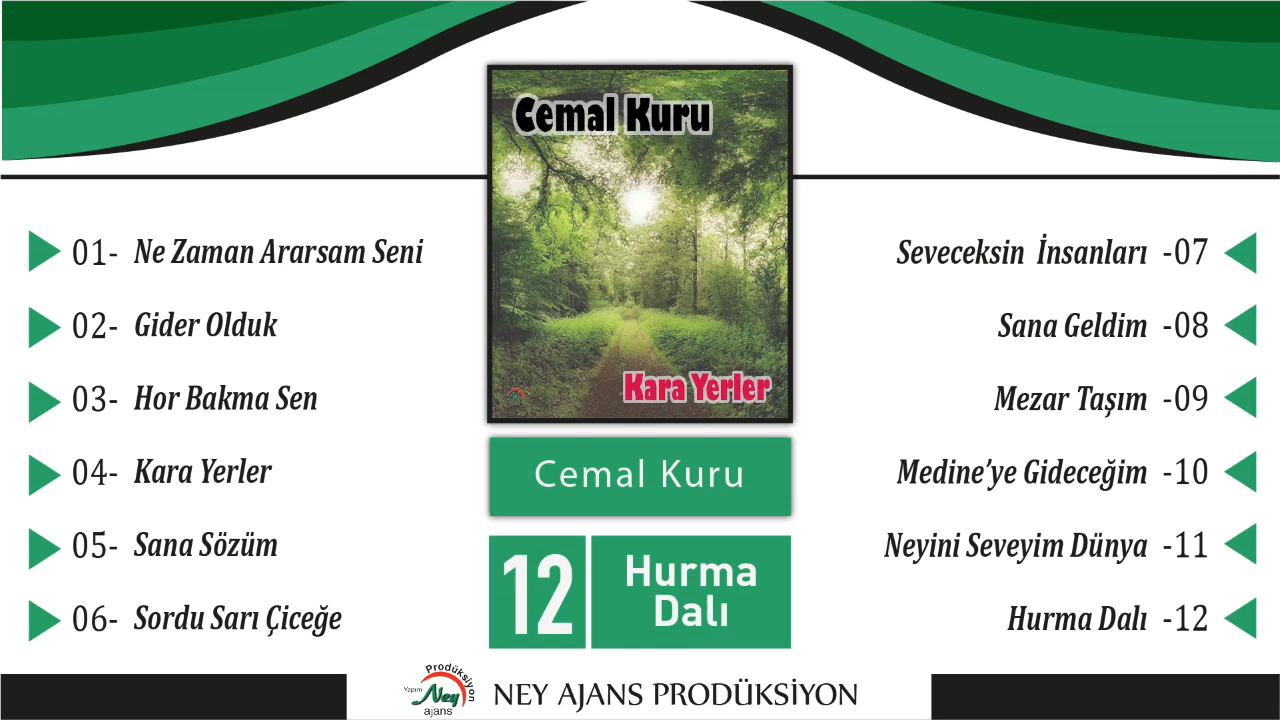 Cemal Kuru
Kara Yerler
01- Ne Zaman Ararsam Seni
02- Gider Olduk
03- Hor Bakma Sen
04- Kara Yerler
05- Sana Sözüm
06- Sordu Sarı Çiçeğe
Seveceksin İnsanları -07
Sana Geldim -08
Mezar Taşım -09
Medine’ye Gideceğim -10
Neyini Seveyim Dünya -11
Hurma Dalı -12
Cemal Kuru
12
Hurma
Dalı
Prodüksiyon
Yapım
Ney
ajans
NEY AJANS PRODÜKSİYON